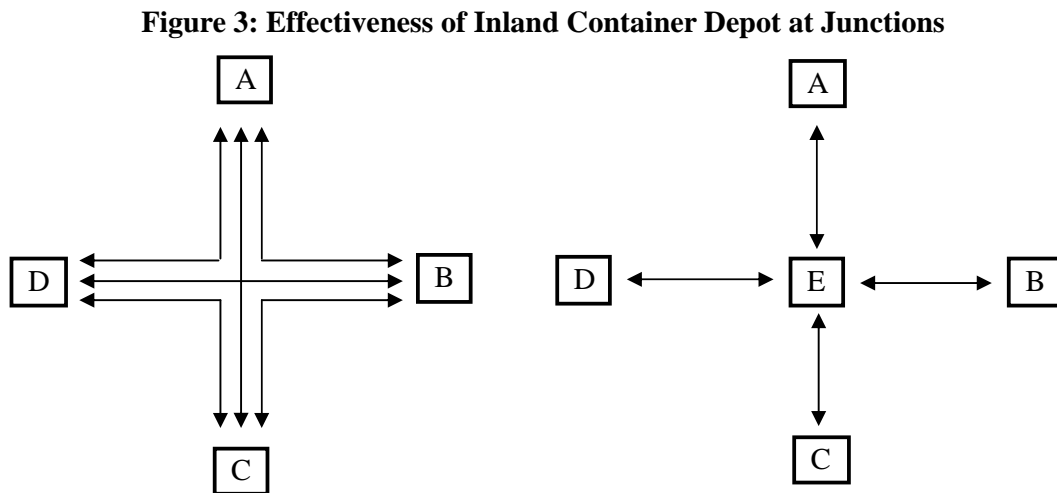 Figure 3: Effectiveness of Inland Container Depot at Junctions
A
D
B
C
A
D
E
B
C